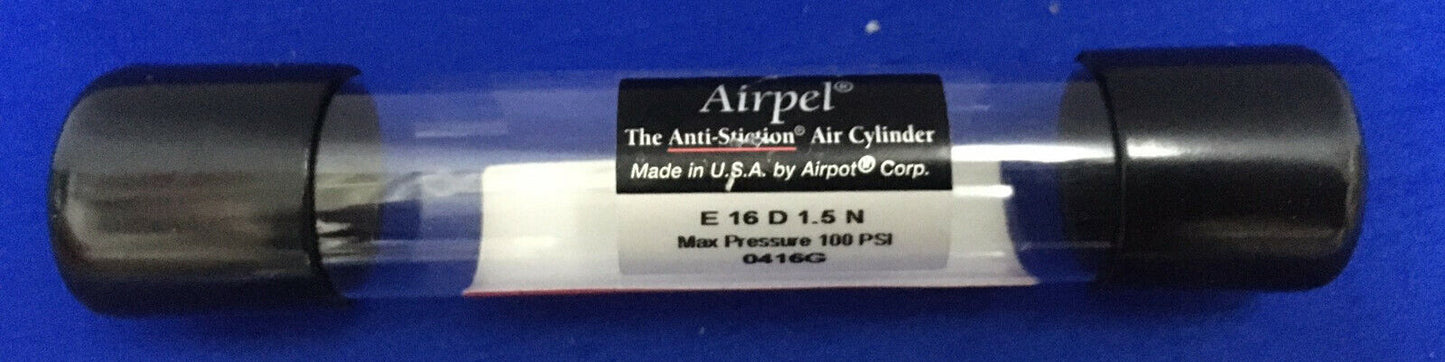 Airpel®
The Anti-Stiction® Air Cylinder
Made in U.S.A. by Airpot® Corp.
E 16 D 1.5 N
Max Pressure 100 PSI
0416G